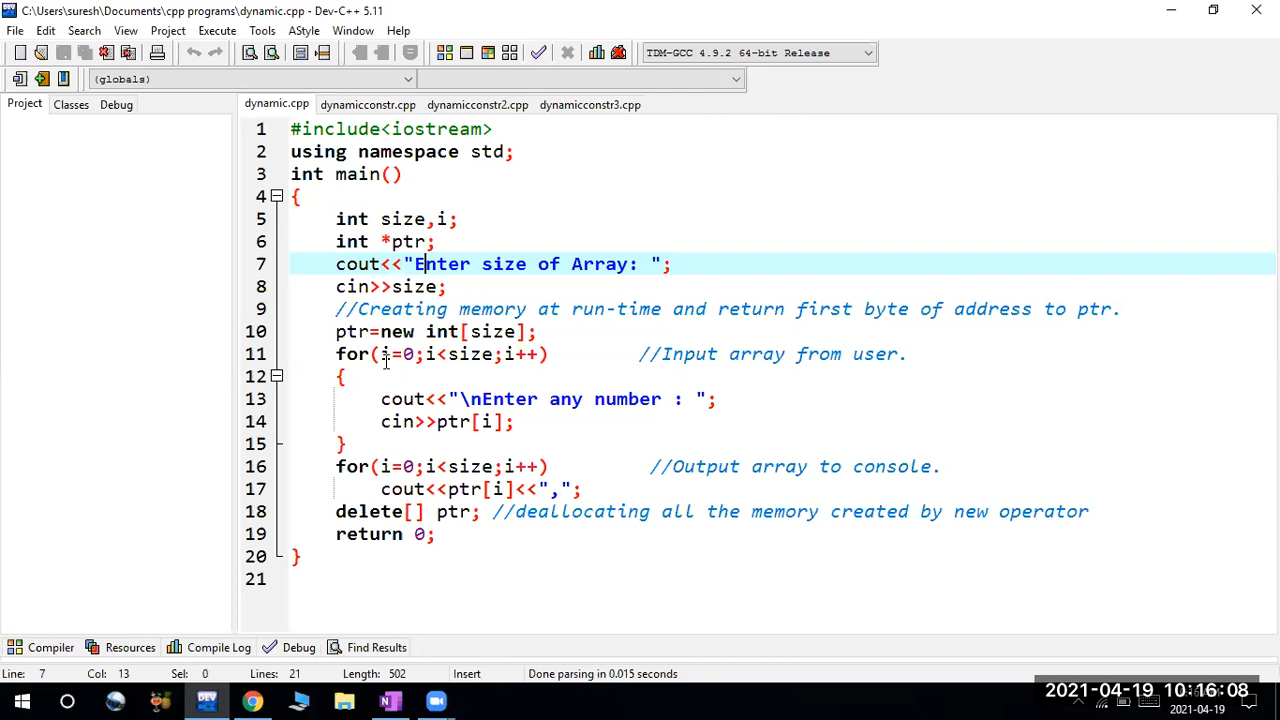 C:\Users\suresh\Documents\cpp programs\dynamic.cpp - Dev-C++ 5.11
File Edit Search View Project Execute Tools AStyle Window Help
TDM-GCC 4.9.2 64-bit Release
(globals)
Project Classes Debug
dynamic.cpp dynamicconstr.cpp dynamicconstr2.cpp dynamicconstr3.cpp
1 #include<iostream>
2 using namespace std;
3 int main()
4 {
5 int size,i;
6 int *ptr;
7 cout<<"Enter size of Array: ";
8 cin>>size;
9 //Creating memory at run-time and return first byte of address to ptr.
10 ptr=new int[size];
11 for(i=0;i<size;i++) //Input array from user.
12 {
13 cout<<"\nEnter any number : ";
14 cin>>ptr[i];
15 }
16 for(i=0;i<size;i++) //Output array to console.
17 cout<<ptr[i]<<",";
18 delete[] ptr; //deallocating all the memory created by new operator
19 return 0;
20 }
21
Compiler Resources Compile Log Debug Find Results
Line: 7 Col: 13 Sel: 0 Lines: 21 Length: 502 Insert Done parsing in 0.015 seconds
DEV
2021-04-19 10:16:08
2021-04-19